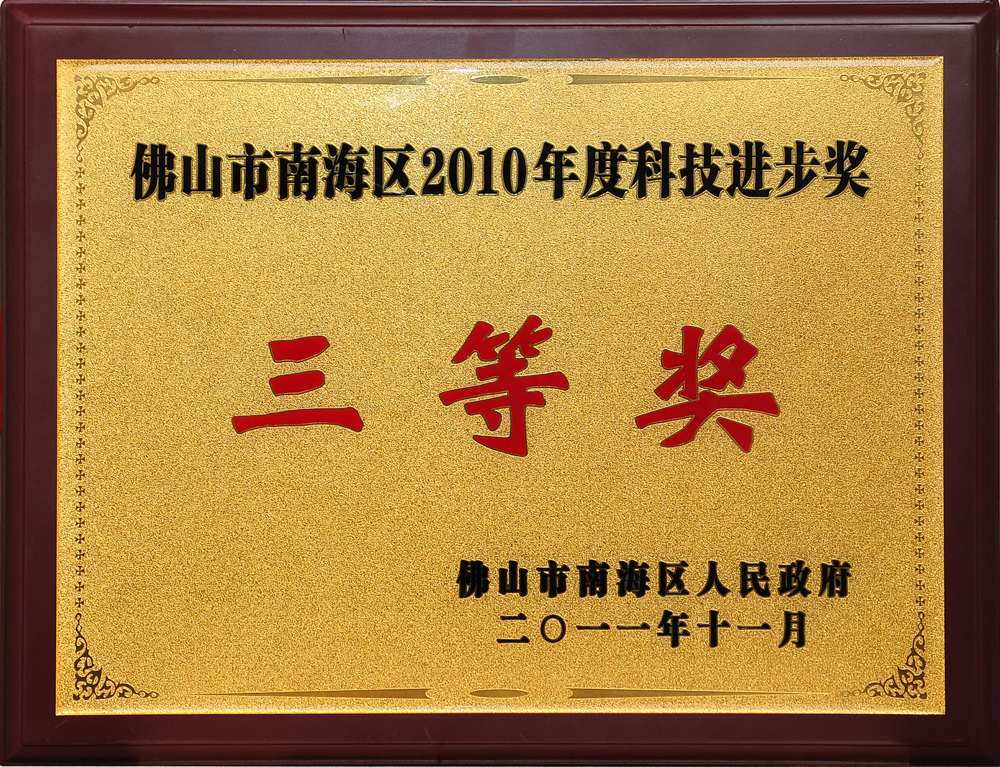 佛山市南海区2010年度科技进步奖
三等奖
佛山市南海区人民政府
二〇一一年十一月